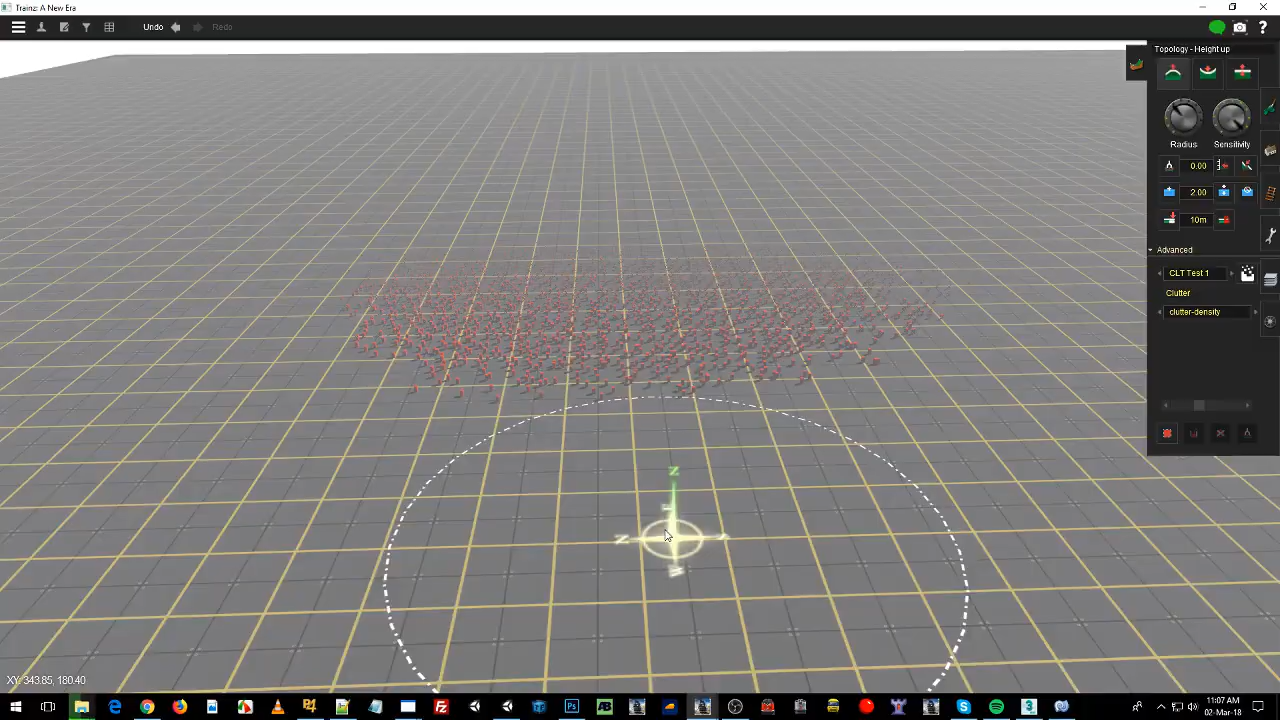 Trainz: A New Era
Undo
Redo
Topology - Height up
Radius
Sensitivity
0.00
2.00
10m
Advanced
CLT Test 1
Clutter
clutter-density
N
Z
W
XY: 343.85, 180.40
11:07 AM
02-Mar-18